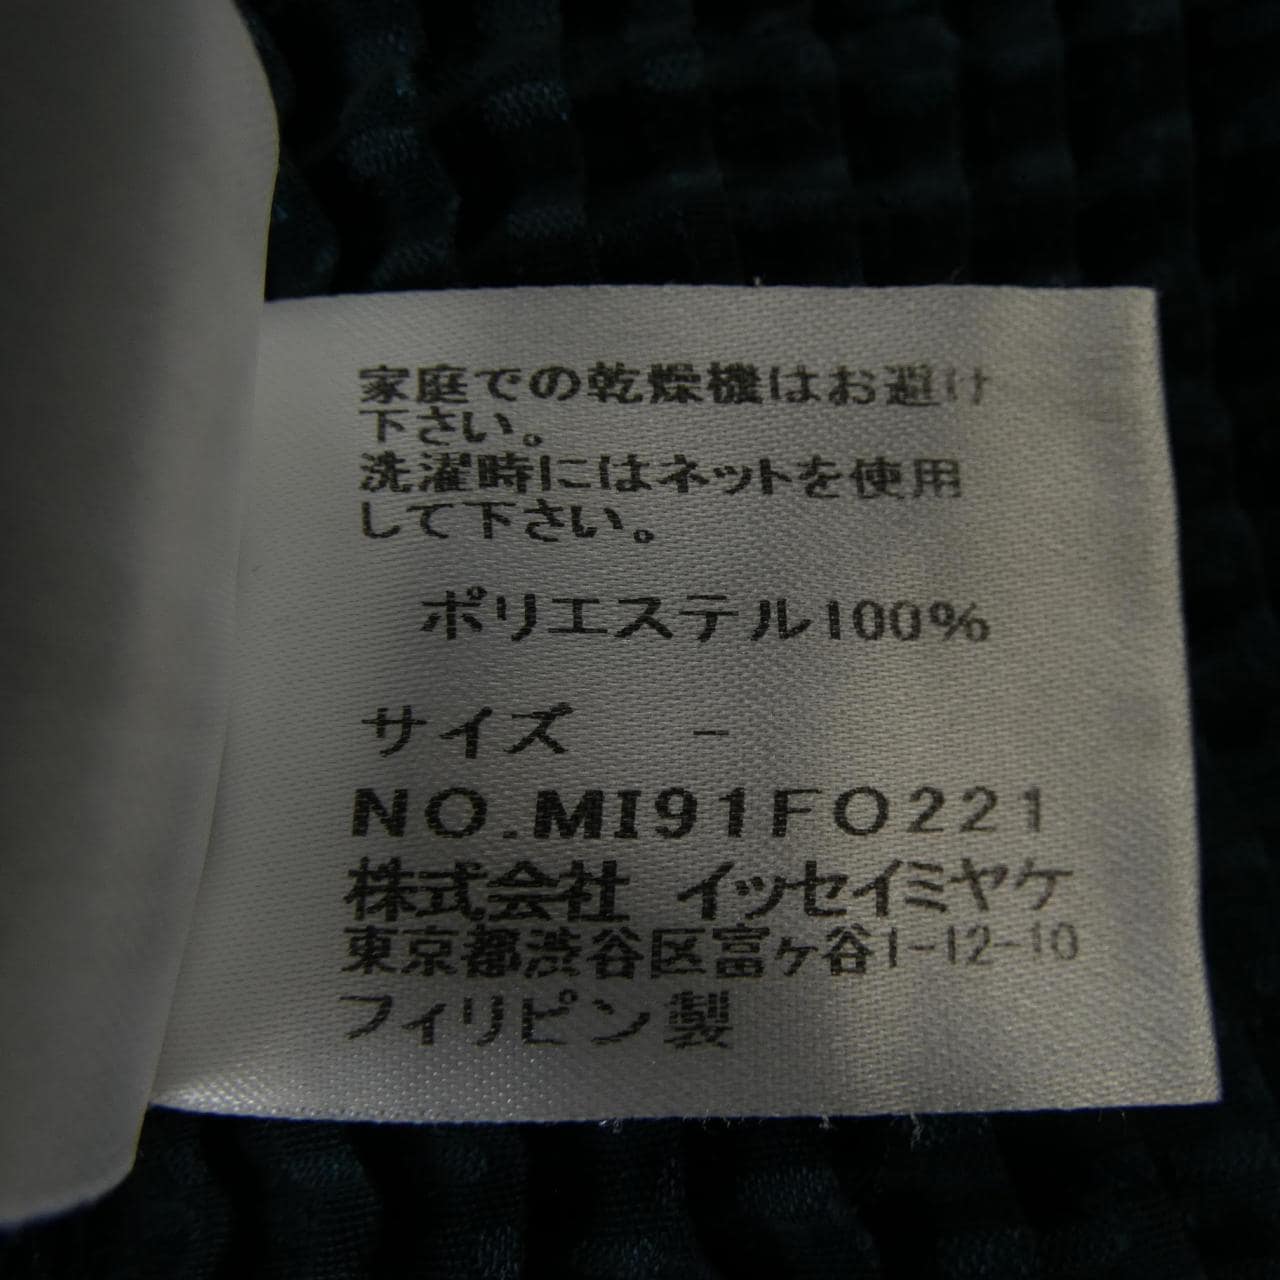 家庭での乾燥機はお避け
下さい。
洗濯時にはネットを使用
して下さい。
ポリエステル100%
サイズ -
NO.MI91FO221
株式会社 イッセイミヤケ
東京都渋谷区富ヶ谷1-12-10
フィリピン製